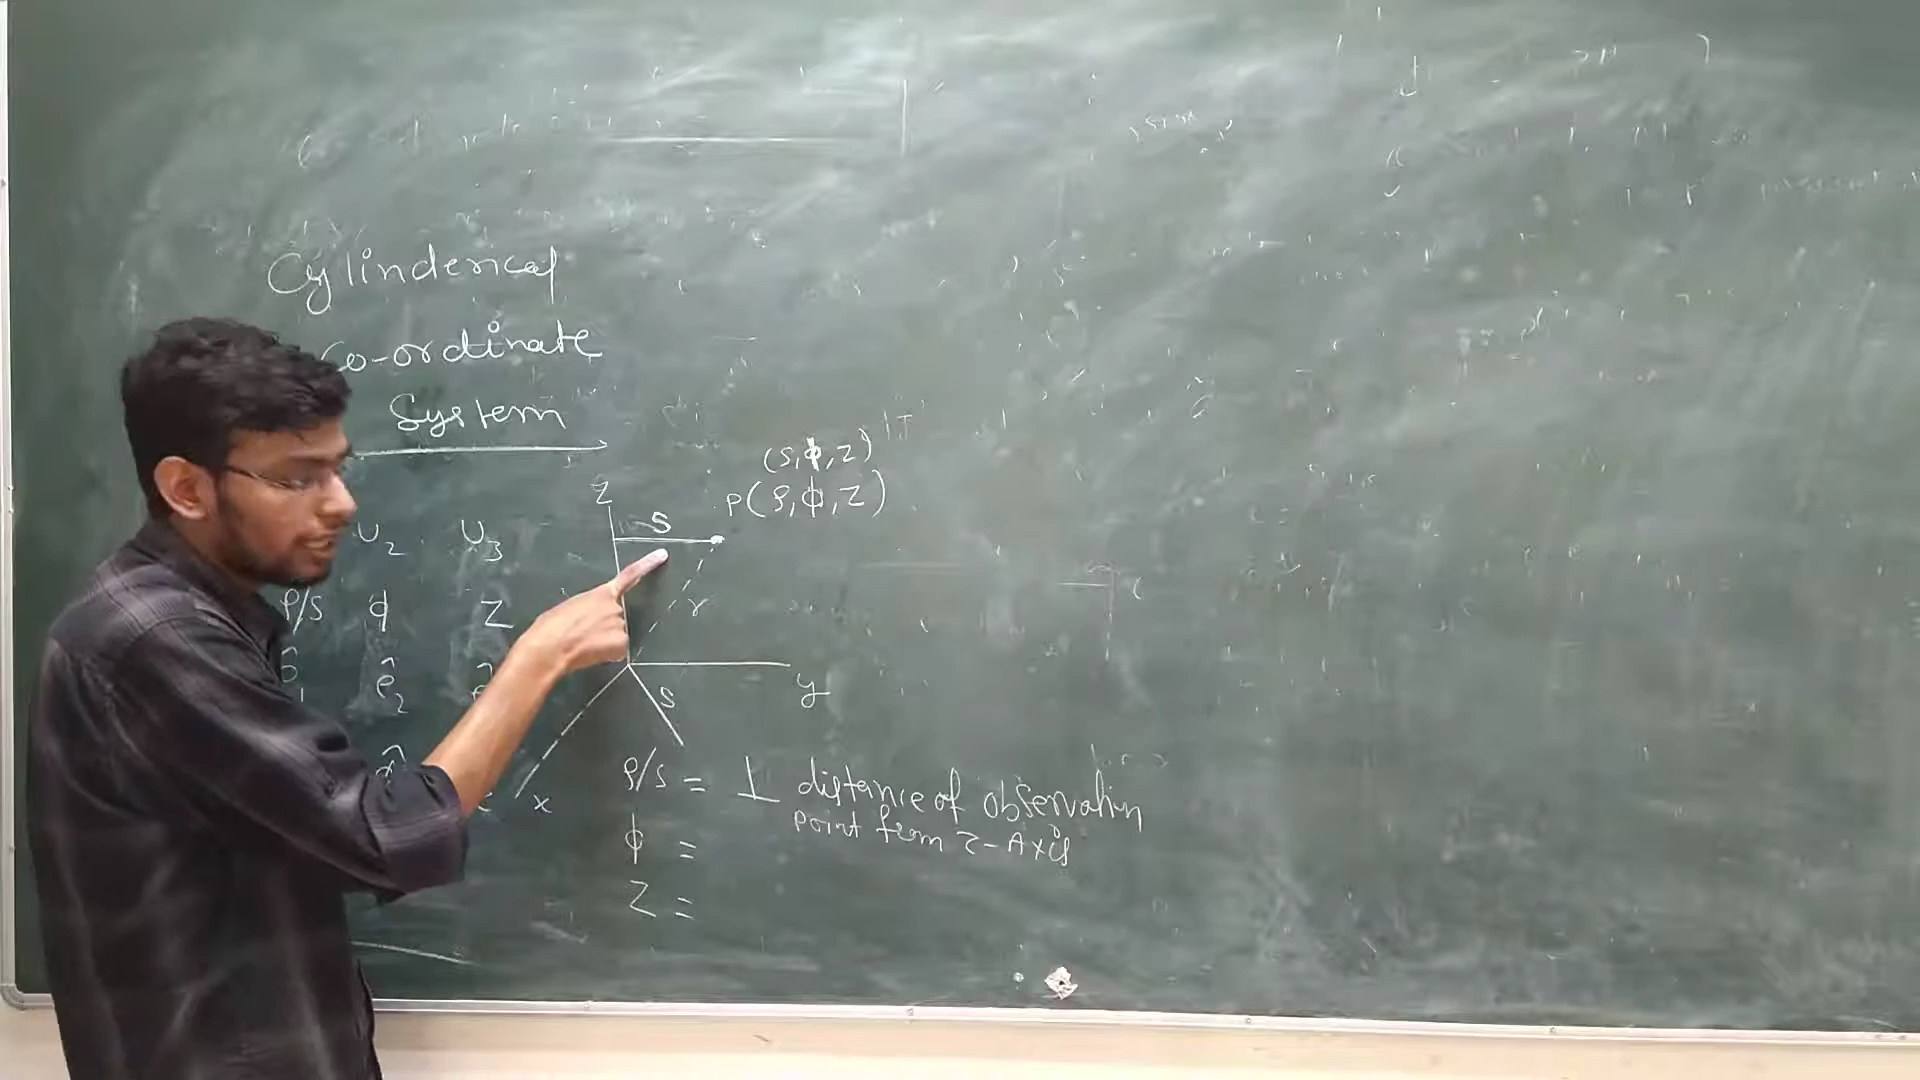 Cylinderical
Co-ordinate
System
(S, ϕ, Z)
P(ρ, ϕ, Z)
Z
S
U₂ U₃
ρ/S ϕ Z
r
ê₂
y
S
x
ρ/S = ⊥ distance of observation
point from Z-Axis
ϕ =
Z =